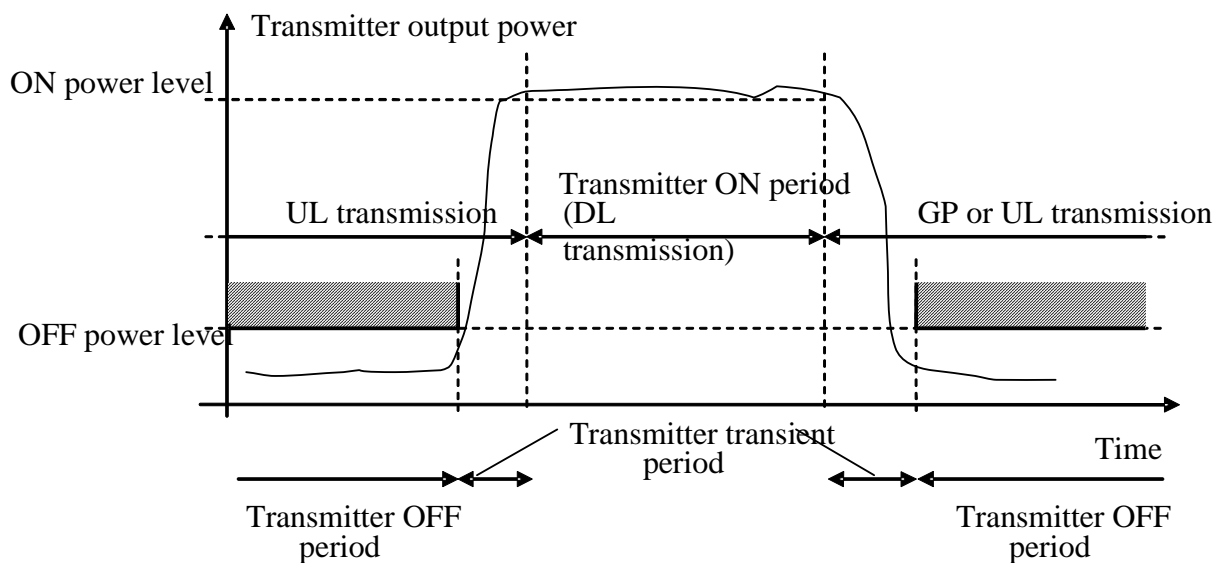 Transmitter output power
ON power level
Transmitter ON period
UL transmission
(DL
GP or UL transmission
transmission)
OFF power level
Transmitter transient
period
Time
Transmitter OFF
period
Transmitter OFF
period